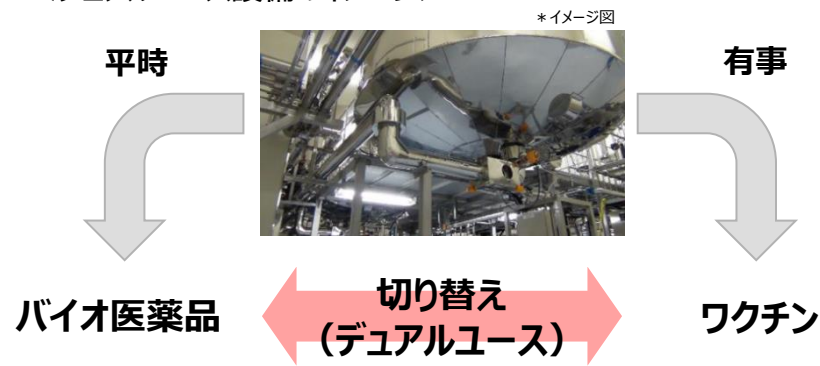 ＊イメージ図
平時
有事
バイオ医薬品
切り替え
（デュアルユース）
ワクチン